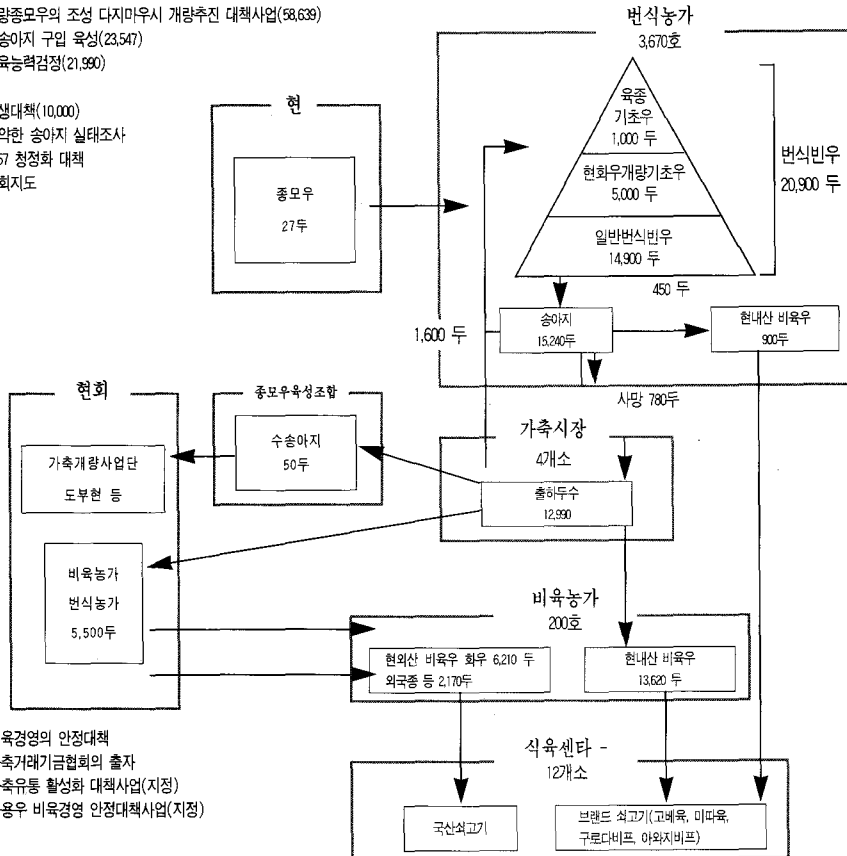 량종모우의 조성 다지마우시 개량추진 대책사업(58,639)
송아지 구입 육성(23,547)
육능력검정(21,990)
생대책(10,000)
약한 송아지 실태조사
57 청정화 대책
회지도
현
종모우
27두
번식농가
3,670호
육종
기초우
1,000 두
현화우개량기초우
5,000 두
일반번식빈우
14,900 두
번식빈우
20,900 두
450 두
송아지
15,240두
현내산 비육우
900두
1,600 두
사망 780두
현회
가축개량사업단
도부현 등
종모우육성조합
수송아지
50두
가축시장
4개소
출하두수
12,990
비육농가
번식농가
5,500두
비육농가
200호
현외산 비육우 화우 6,210 두
외국종 등 2,170두
현내산 비육우
13,620 두
육경영의 안정대책
축거래기금협회의 출자
축유통 활성화 대책사업(지정)
용우 비육경영 안정대책사업(지정)
식육센타 -
12개소
국산쇠고기
브랜드 쇠고기(고베육, 미따육,
구로다비프, 아와지비프)